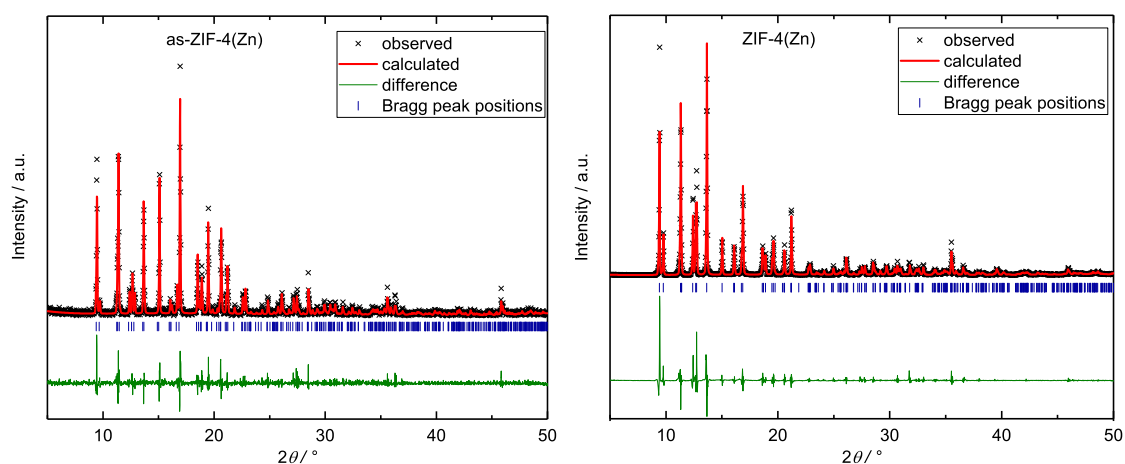 as-ZIF-4(Zn)
observed
calculated
difference
Bragg peak positions
Intensity / a.u.
10 20 30 40 50
2θ / °
ZIF-4(Zn)
observed
calculated
difference
Bragg peak positions
Intensity / a.u.
10 20 30 40 50
2θ / °